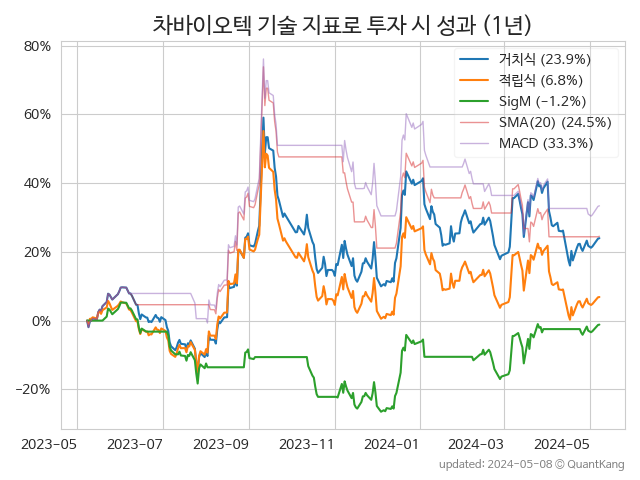 차바이오텍 기술 지표로 투자 시 성과 (1년)
80%
60%
40%
20%
0%
−20%
거치식 (23.9%)
적립식 (6.8%)
SigM (−1.2%)
SMA(20) (24.5%)
MACD (33.3%)
2023-05
2023-07
2023-09
2023-11
2024-01
2024-03
2024-05
updated: 2024-05-08 © QuantKang